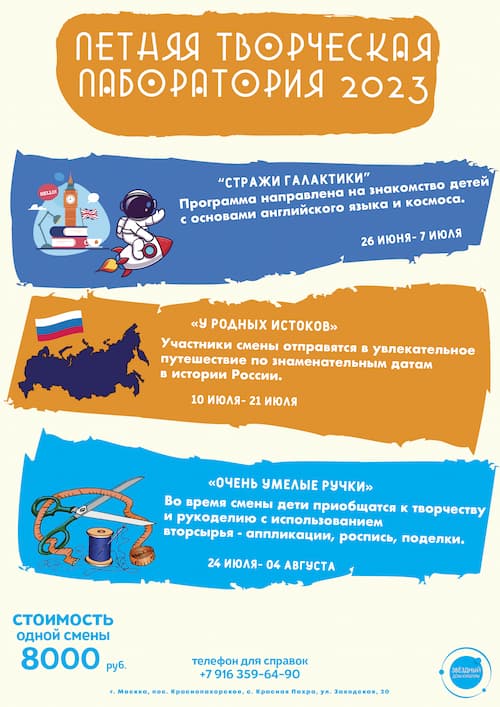 ЛЕТНЯЯ ТВОРЧЕСКАЯ
ЛАБОРАТОРИЯ 2023
HELLO!
"СТРАЖИ ГАЛАКТИКИ"
Программа направлена на знакомство детей
с основами английского языка и космоса.
26 ИЮНЯ- 7 ИЮЛЯ
«У РОДНЫХ ИСТОКОВ»
Участники смены отправятся в увлекательное
путешествие по знаменательным датам
в истории России.
10 ИЮЛЯ- 21 ИЮЛЯ
«ОЧЕНЬ УМЕЛЫЕ РУЧКИ»
Во время смены дети приобщатся к творчеству
и рукоделию с использованием
вторсырья - аппликации, роспись, поделки.
24 ИЮЛЯ- 04 АВГУСТА
СТОИМОСТЬ
одной смены
8000 руб.
телефон для справок
+7 916 359-64-90
ЗВЁЗДНЫЙ
ДОМ КУЛЬТУРЫ
г. Москва, пос. Краснопахорское, с. Красная Пахра, ул. Заводская, 20